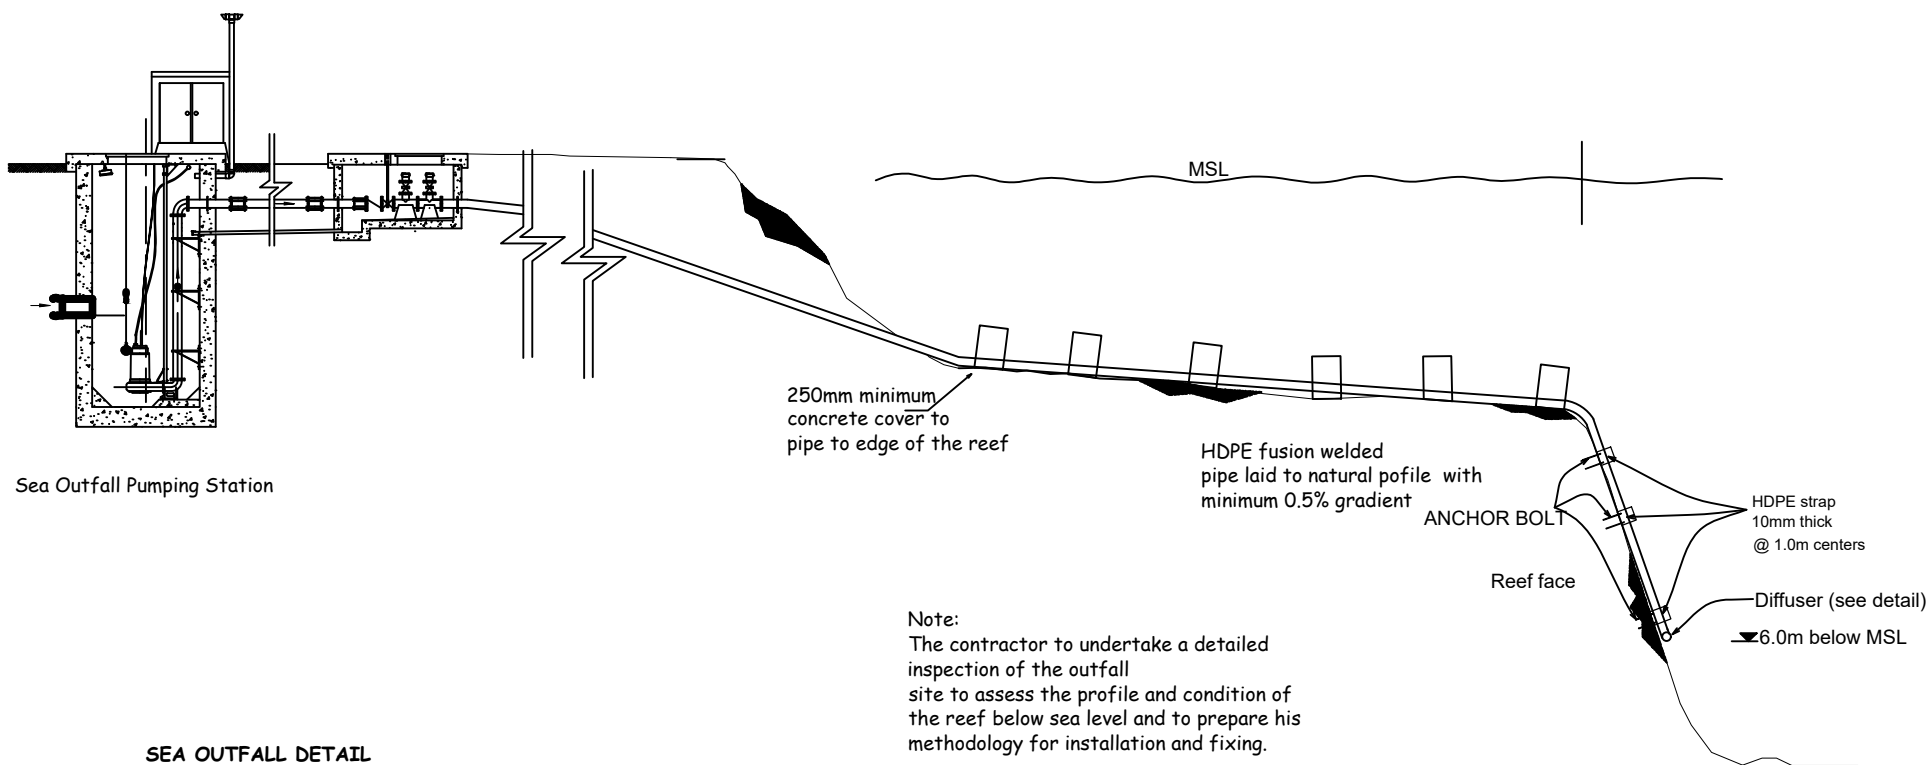 MSL
250mm minimum
concrete cover to
pipe to edge of the reef
HDPE fusion welded
pipe laid to natural pofile with
minimum 0.5% gradient
Sea Outfall Pumping Station
ANCHOR BOLT
HDPE strap
10mm thick
@ 1.0m centers
Reef face
Diffuser (see detail)
6.0m below MSL
Note:
The contractor to undertake a detailed
inspection of the outfall
site to assess the profile and condition of
the reef below sea level and to prepare his
methodology for installation and fixing.
SEA OUTFALL DETAIL